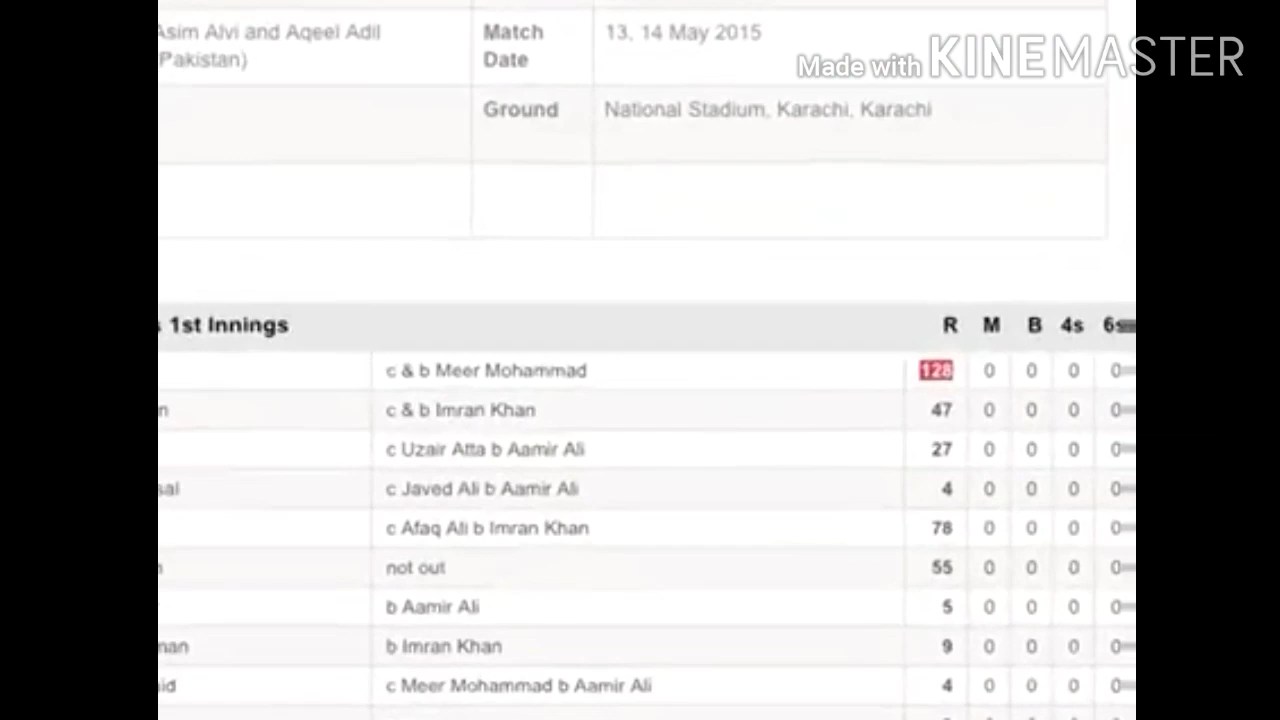 Asim Alvi and Aqeel Adil
Pakistan)
Match
Date
13, 14 May 2015
Made with KINEMASTER
Ground
National Stadium, Karachi, Karachi
1st Innings R M B 4s 6s
c & b Meer Mohammad 128 0 0 0 0
c & b Imran Khan 47 0 0 0 0
c Uzair Atta b Aamir Ali 27 0 0 0 0
sal c Javed Ali b Aamir Ali 4 0 0 0 0
c Afaq Ali b Imran Khan 78 0 0 0 0
not out 55 0 0 0 0
b Aamir Ali 5 0 0 0 0
nan b Imran Khan 9 0 0 0 0
id c Meer Mohammad b Aamir Ali 4 0 0 0 0